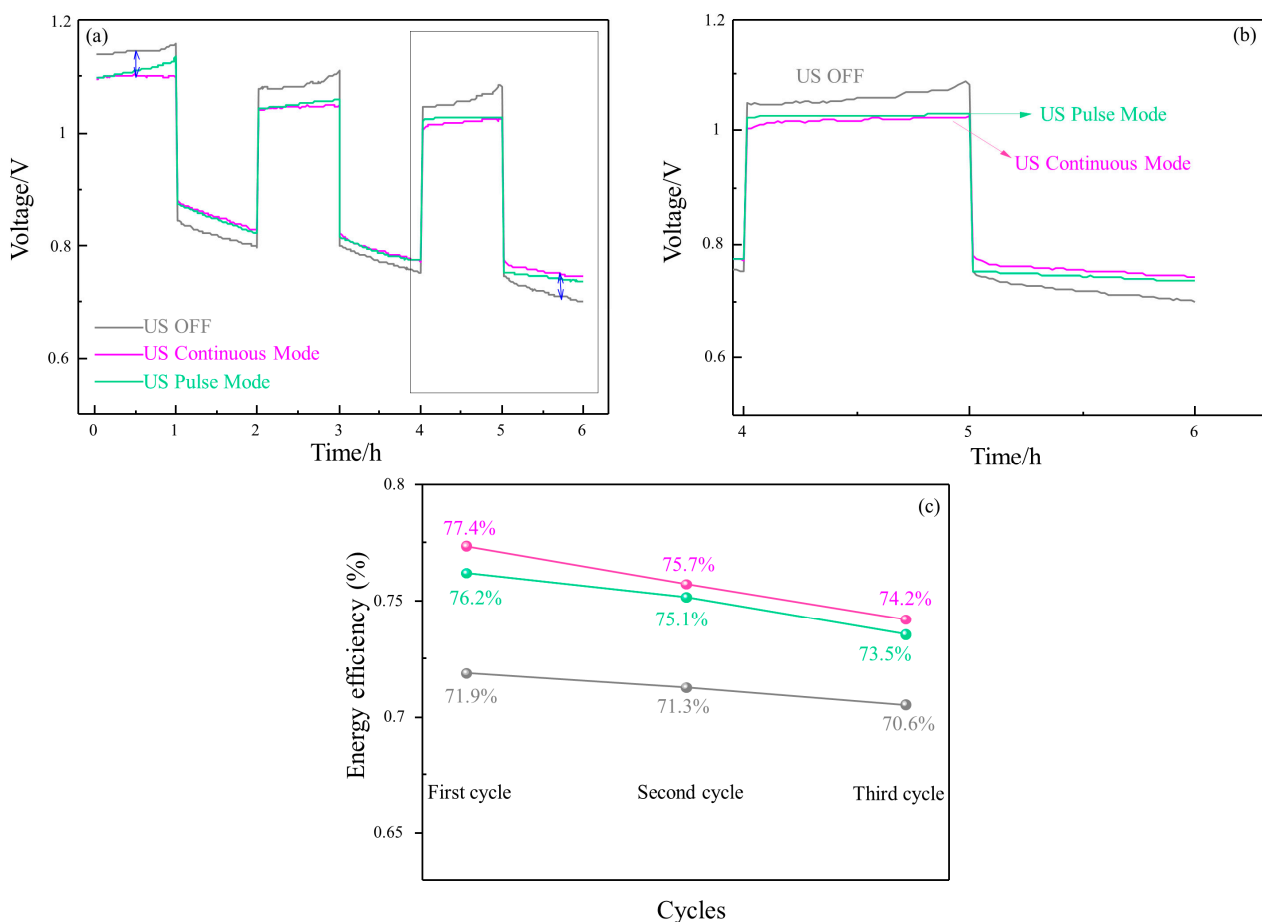 (a)
1.2
1
0.8
0.6
Voltage/V
US OFF
US Continuous Mode
US Pulse Mode
0
1
2
3
4
5
6
Time/h
(b)
1.2
1
0.8
0.6
Voltage/V
US OFF
US Pulse Mode
US Continuous Mode
4
5
6
Time/h
(c)
0.8
0.75
0.7
0.65
Energy efficiency (%)
77.4%
75.7%
74.2%
76.2%
75.1%
73.5%
71.9%
71.3%
70.6%
First cycle
Second cycle
Third cycle
Cycles